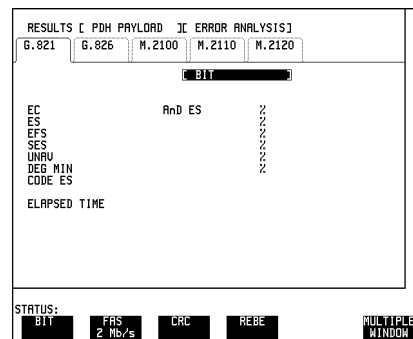 RESULTS [ PDH PAYLOAD ][ ERROR ANALYSIS]
G.821 G.826 M.2100 M.2110 M.2120
[ BIT ]
EC AnD ES %
ES %
EFS %
SES %
UNAV %
DEG MIN %
CODE ES
ELAPSED TIME
STATUS:
BIT FAS CRC REBE MULTIPLE
2 Mb/s WINDOW